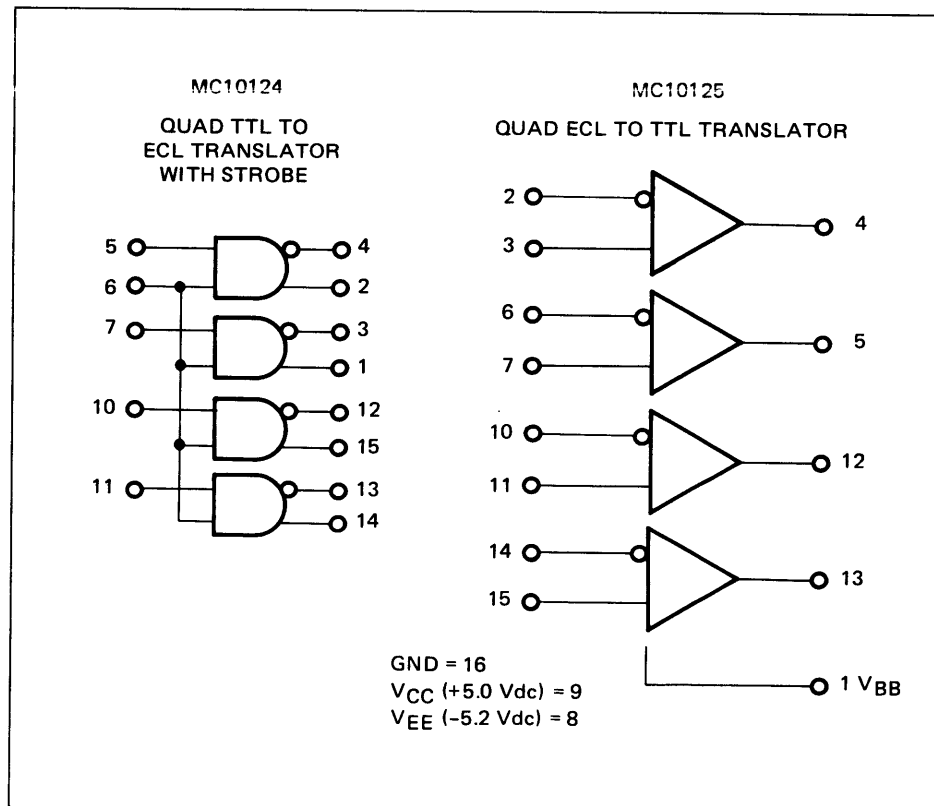 MC10124
QUAD TTL TO
ECL TRANSLATOR
WITH STROBE
5
4
6
2
7
3
1
10
12
15
11
13
14
MC10125
QUAD ECL TO TTL TRANSLATOR
2
4
3
6
5
7
10
12
11
14
13
15
1 VBB
GND = 16
VCC (+5.0 Vdc) = 9
VEE (−5.2 Vdc) = 8